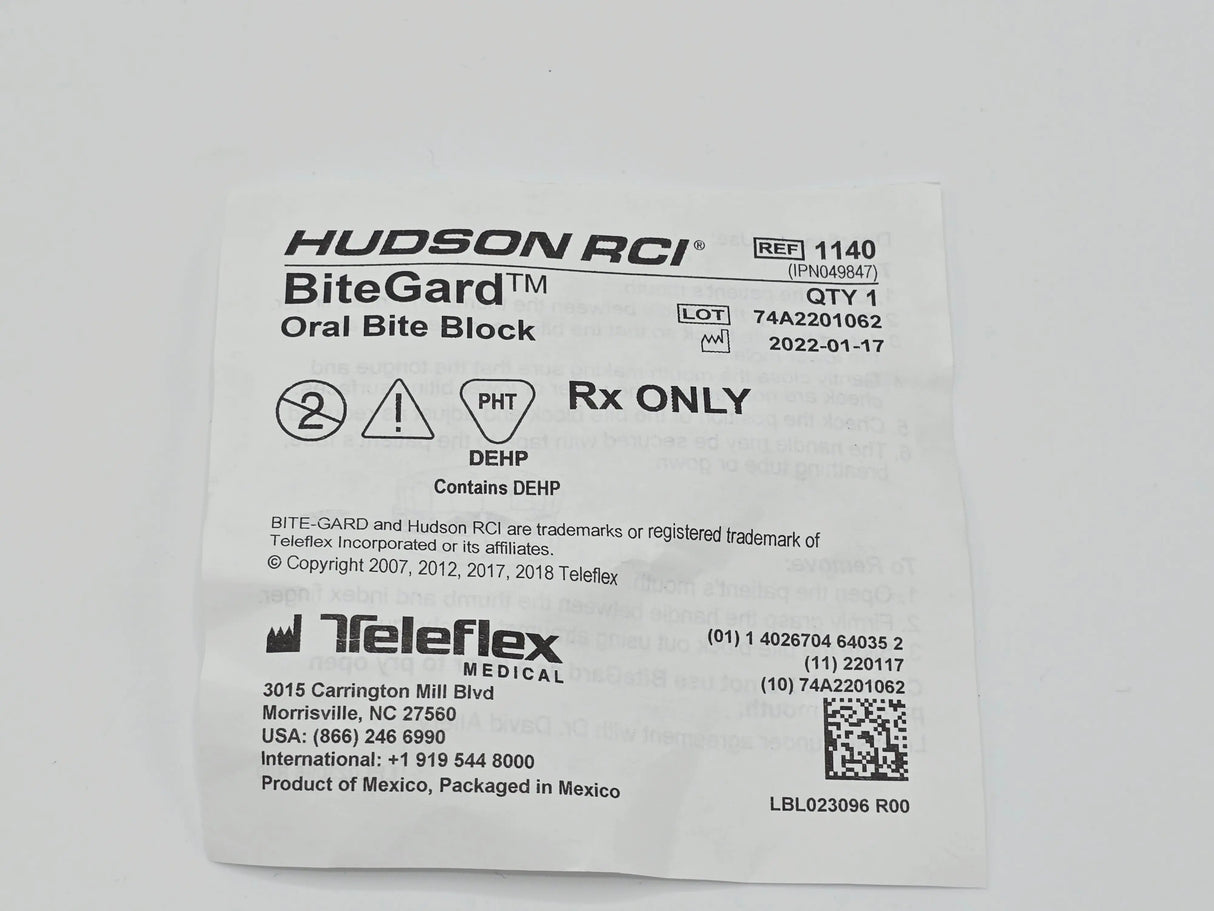 HUDSON RCI®
REF 1140
(IPN049847)
BiteGard™
QTY 1
Oral Bite Block
LOT 74A2201062
2022-01-17
2
!
PHT
Rx ONLY
DEHP
Contains DEHP
BITE-GARD and Hudson RCI are trademarks or registered trademark of
Teleflex Incorporated or its affiliates.
© Copyright 2007, 2012, 2017, 2018 Teleflex
Teleflex
MEDICAL
3015 Carrington Mill Blvd
Morrisville, NC 27560
USA: (866) 246 6990
International: +1 919 544 8000
Product of Mexico, Packaged in Mexico
(01) 1 4026704 64035 2
(11) 220117
(10) 74A2201062
LBL023096 R00